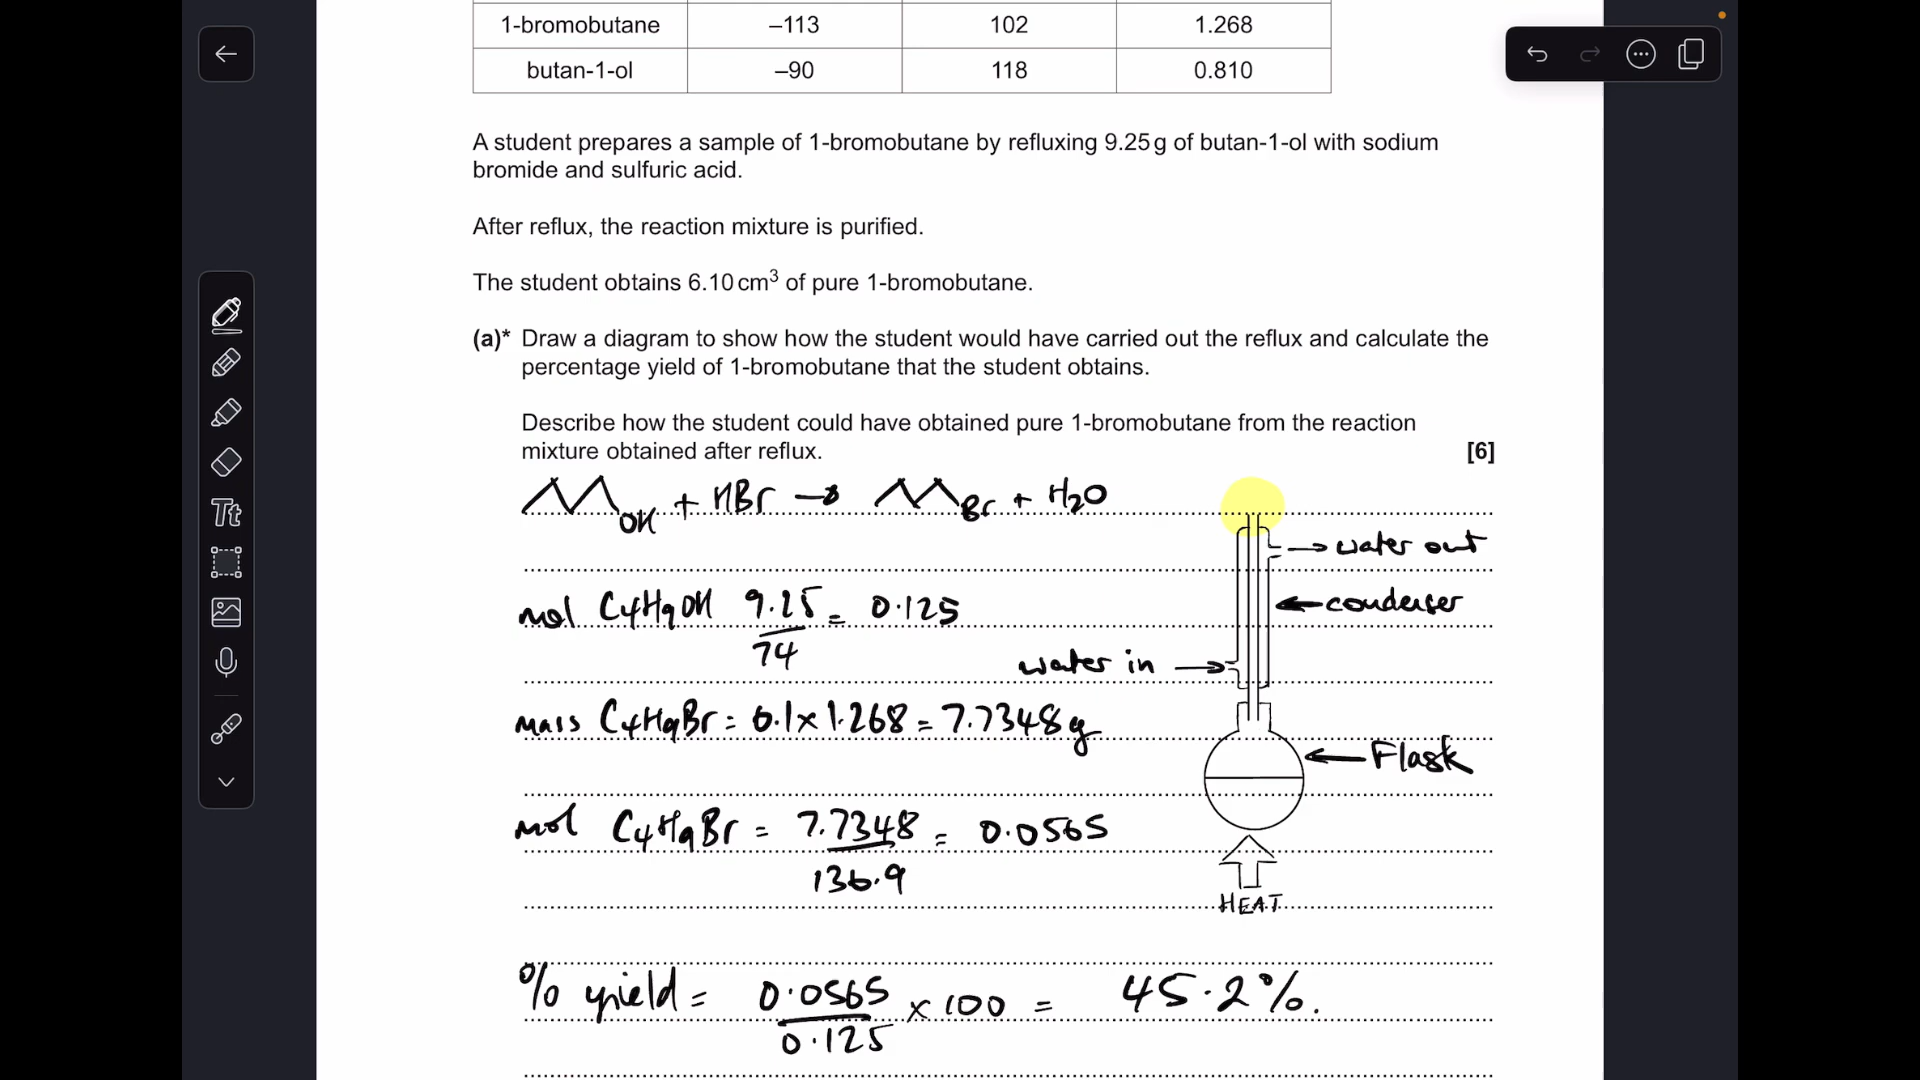 1-bromobutane –113 102 1.268
butan-1-ol –90 118 0.810
A student prepares a sample of 1-bromobutane by refluxing 9.25 g of butan-1-ol with sodium
bromide and sulfuric acid.
After reflux, the reaction mixture is purified.
The student obtains 6.10 cm³ of pure 1-bromobutane.
(a)* Draw a diagram to show how the student would have carried out the reflux and calculate the
percentage yield of 1-bromobutane that the student obtains.
Describe how the student could have obtained pure 1-bromobutane from the reaction
mixture obtained after reflux. [6]
OH + HBr → Br + H₂O
→ water out
mol C₄H₉OH 9.25/74 = 0.125
← condenser
water in →
mass C₄H₉Br = 6.1 × 1.268 = 7.7348 g
← Flask
mol C₄H₉Br = 7.7348/136.9 = 0.0565
HEAT
% yield = 0.0565/0.125 × 100 = 45.2%.
Tt